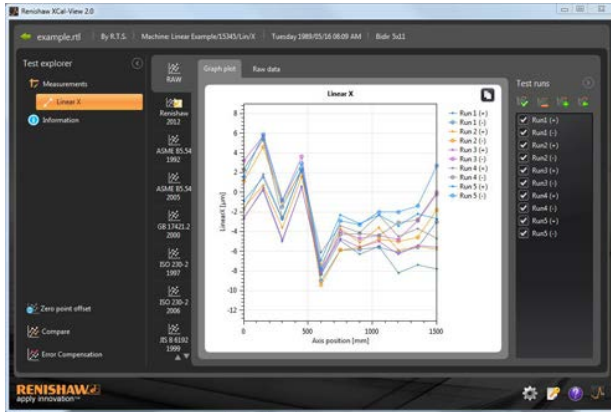 Renishaw XCal-View 2.0
example.rtl
By R.T.S.
Machine: Linear Example/15345/Lin/X
Tuesday 1989/05/16 06:09 AM
Bidir 5x11
Test explorer
Measurements
Linear X
Information
Zero point offset
Compare
Error Compensation
RAW
Renishaw
2012
ASME B5.54
1992
ASME B5.54
2005
GB 17421.2
2000
ISO 230-2
1997
ISO 230-2
2006
JIS B 6192
1999
Graph plot
Raw data
Linear X
LinearX [µm]
8
6
4
2
0
-2
-4
-6
-8
-10
-12
0
500
1000
1500
Axis position [mm]
Run 1 (+)
Run 1 (-)
Run 2 (+)
Run 2 (-)
Run 3 (+)
Run 3 (-)
Run 4 (+)
Run 4 (-)
Run 5 (+)
Run 5 (-)
Test runs
Run1 (+)
Run1 (-)
Run2 (+)
Run2 (-)
Run3 (+)
Run3 (-)
Run4 (+)
Run4 (-)
Run5 (+)
Run5 (-)
RENISHAW
apply innovation™